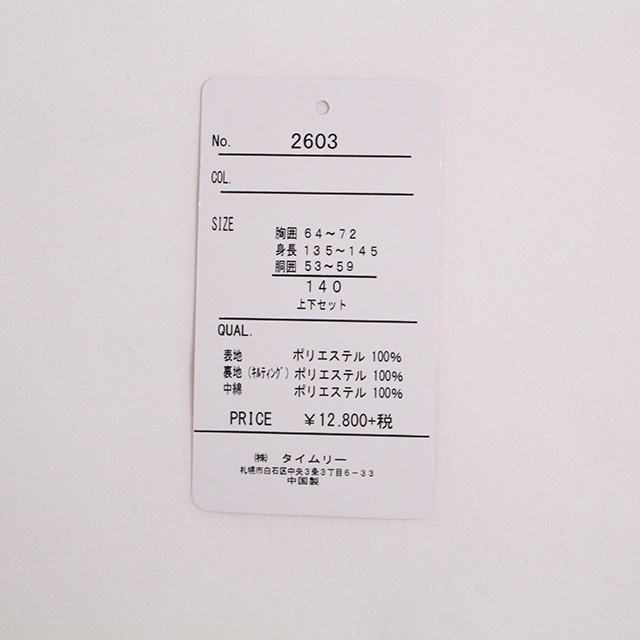 No. 2603
COL.
SIZE
胸囲 64～72
身長 135～145
胴囲 53～59
140
上下セット
QUAL.
表地 ポリエステル 100%
裏地 (ｷﾙﾃｨﾝｸﾞ) ポリエステル 100%
中綿 ポリエステル 100%
PRICE ￥12.800+税
㈱ タイムリー
札幌市白石区中央3条3丁目6－33
中国製